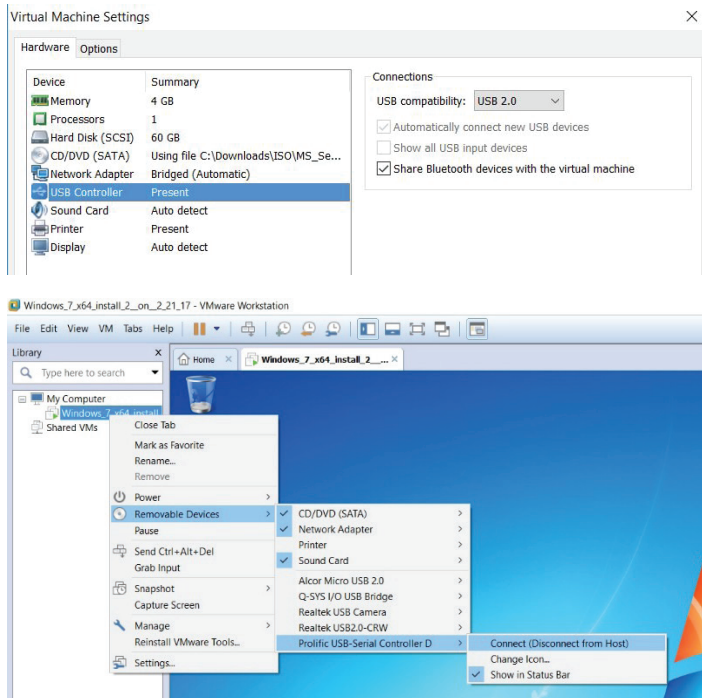 Virtual Machine Settings
Hardware Options
Device Summary
Memory 4 GB
Processors 1
Hard Disk (SCSI) 60 GB
CD/DVD (SATA) Using file C:\Downloads\ISO\MS_Se...
Network Adapter Bridged (Automatic)
USB Controller Present
Sound Card Auto detect
Printer Present
Display Auto detect
Connections
USB compatibility: USB 2.0
Automatically connect new USB devices
Show all USB input devices
Share Bluetooth devices with the virtual machine
Windows_7_x64_install_2__on__2_21_17 - VMware Workstation
File Edit View VM Tabs Help
Library
Type here to search
Home
Windows_7_x64_install_2__...
My Computer
Windows_7_x64_install
Shared VMs
Close Tab
Mark as Favorite
Rename...
Remove
Power
Removable Devices
Pause
Send Ctrl+Alt+Del
Grab Input
Snapshot
Capture Screen
Manage
Reinstall VMware Tools...
Settings...
CD/DVD (SATA)
Network Adapter
Printer
Sound Card
Alcor Micro USB 2.0
Q-SYS I/O USB Bridge
Realtek USB Camera
Realtek USB2.0-CRW
Prolific USB-Serial Controller D
Connect (Disconnect from Host)
Change Icon...
Show in Status Bar